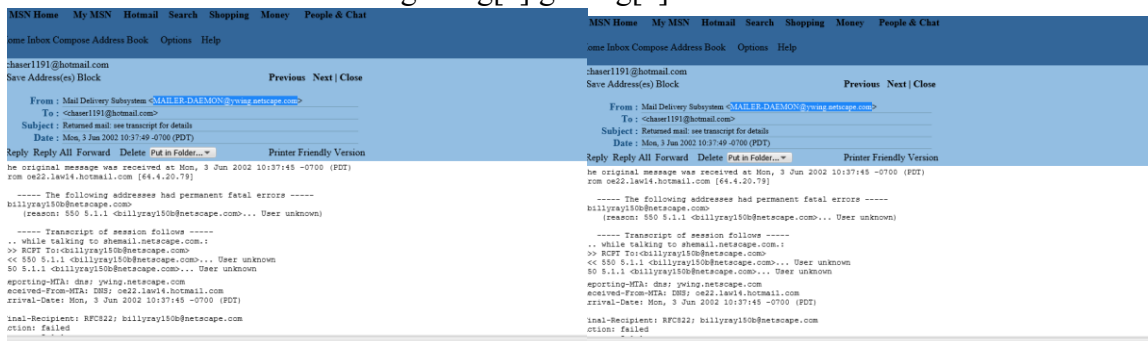 MSN Home My MSN Hotmail Search Shopping Money People & Chat
ome Inbox Compose Address Book Options Help
chaser1191@hotmail.com
Save Address(es) Block Previous Next | Close
From : Mail Delivery Subsystem <MAILER-DAEMON@ywing.netscape.com>
To : <chaser1191@hotmail.com>
Subject : Returned mail: see transcript for details
Date : Mon, 3 Jun 2002 10:37:49 -0700 (PDT)
Reply Reply All Forward Delete Put in Folder... Printer Friendly Version
he original message was received at Mon, 3 Jun 2002 10:37:45 -0700 (PDT)
rom oe22.law14.hotmail.com [64.4.20.79]
----- The following addresses had permanent fatal errors -----
billyray150b@netscape.com>
(reason: 550 5.1.1 <billyray150b@netscape.com>... User unknown)
----- Transcript of session follows -----
.. while talking to shemail.netscape.com.:
>> RCPT To:<billyray150b@netscape.com>
<< 550 5.1.1 <billyray150b@netscape.com>... User unknown
50 5.1.1 <billyray150b@netscape.com>... User unknown
eporting-MTA: dns; ywing.netscape.com
eceived-From-MTA: DNS; oe22.law14.hotmail.com
rrival-Date: Mon, 3 Jun 2002 10:37:45 -0700 (PDT)
inal-Recipient: RFC822; billyray150b@netscape.com
ction: failed
MSN Home My MSN Hotmail Search Shopping Money People & Chat
ome Inbox Compose Address Book Options Help
chaser1191@hotmail.com
Save Address(es) Block Previous Next | Close
From : Mail Delivery Subsystem <MAILER-DAEMON@ywing.netscape.com>
To : <chaser1191@hotmail.com>
Subject : Returned mail: see transcript for details
Date : Mon, 3 Jun 2002 10:37:49 -0700 (PDT)
Reply Reply All Forward Delete Put in Folder... Printer Friendly Version
he original message was received at Mon, 3 Jun 2002 10:37:45 -0700 (PDT)
rom oe22.law14.hotmail.com [64.4.20.79]
----- The following addresses had permanent fatal errors -----
billyray150b@netscape.com>
(reason: 550 5.1.1 <billyray150b@netscape.com>... User unknown)
----- Transcript of session follows -----
.. while talking to shemail.netscape.com.:
>> RCPT To:<billyray150b@netscape.com>
<< 550 5.1.1 <billyray150b@netscape.com>... User unknown
50 5.1.1 <billyray150b@netscape.com>... User unknown
eporting-MTA: dns; ywing.netscape.com
eceived-From-MTA: DNS; oe22.law14.hotmail.com
rrival-Date: Mon, 3 Jun 2002 10:37:45 -0700 (PDT)
inal-Recipient: RFC822; billyray150b@netscape.com
ction: failed